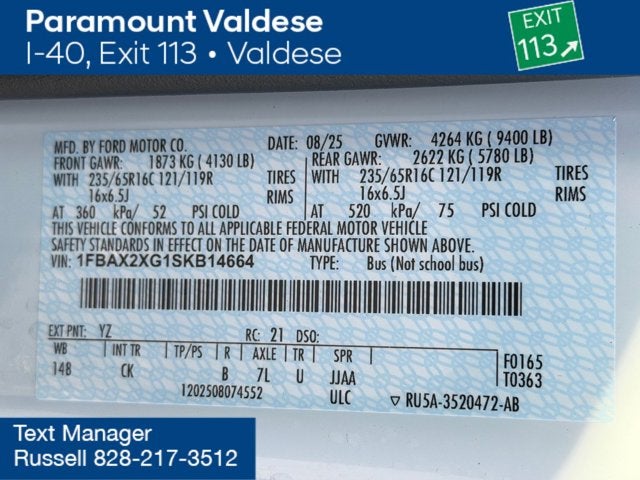 Paramount Valdese
I-40, Exit 113 • Valdese
EXIT
113
MFD. BY FORD MOTOR CO. DATE: 08/25 GVWR: 4264 KG ( 9400 LB)
FRONT GAWR: 1873 KG ( 4130 LB) REAR GAWR: 2622 KG ( 5780 LB)
WITH 235/65R16C 121/119R TIRES WITH 235/65R16C 121/119R TIRES
16x6.5J RIMS 16x6.5J RIMS
AT 360 kPa/ 52 PSI COLD AT 520 kPa/ 75 PSI COLD
THIS VEHICLE CONFORMS TO ALL APPLICABLE FEDERAL MOTOR VEHICLE
SAFETY STANDARDS IN EFFECT ON THE DATE OF MANUFACTURE SHOWN ABOVE.
VIN: 1FBAX2XG1SKB14664 TYPE: Bus (Not school bus)
EXT PNT: YZ RC: 21 DSO:
WB INT TR TP/PS R AXLE TR SPR F0165
148 CK B 7L U JJAA T0363
1202508074552 ULC ▽ RU5A-3520472-AB
Text Manager
Russell 828-217-3512